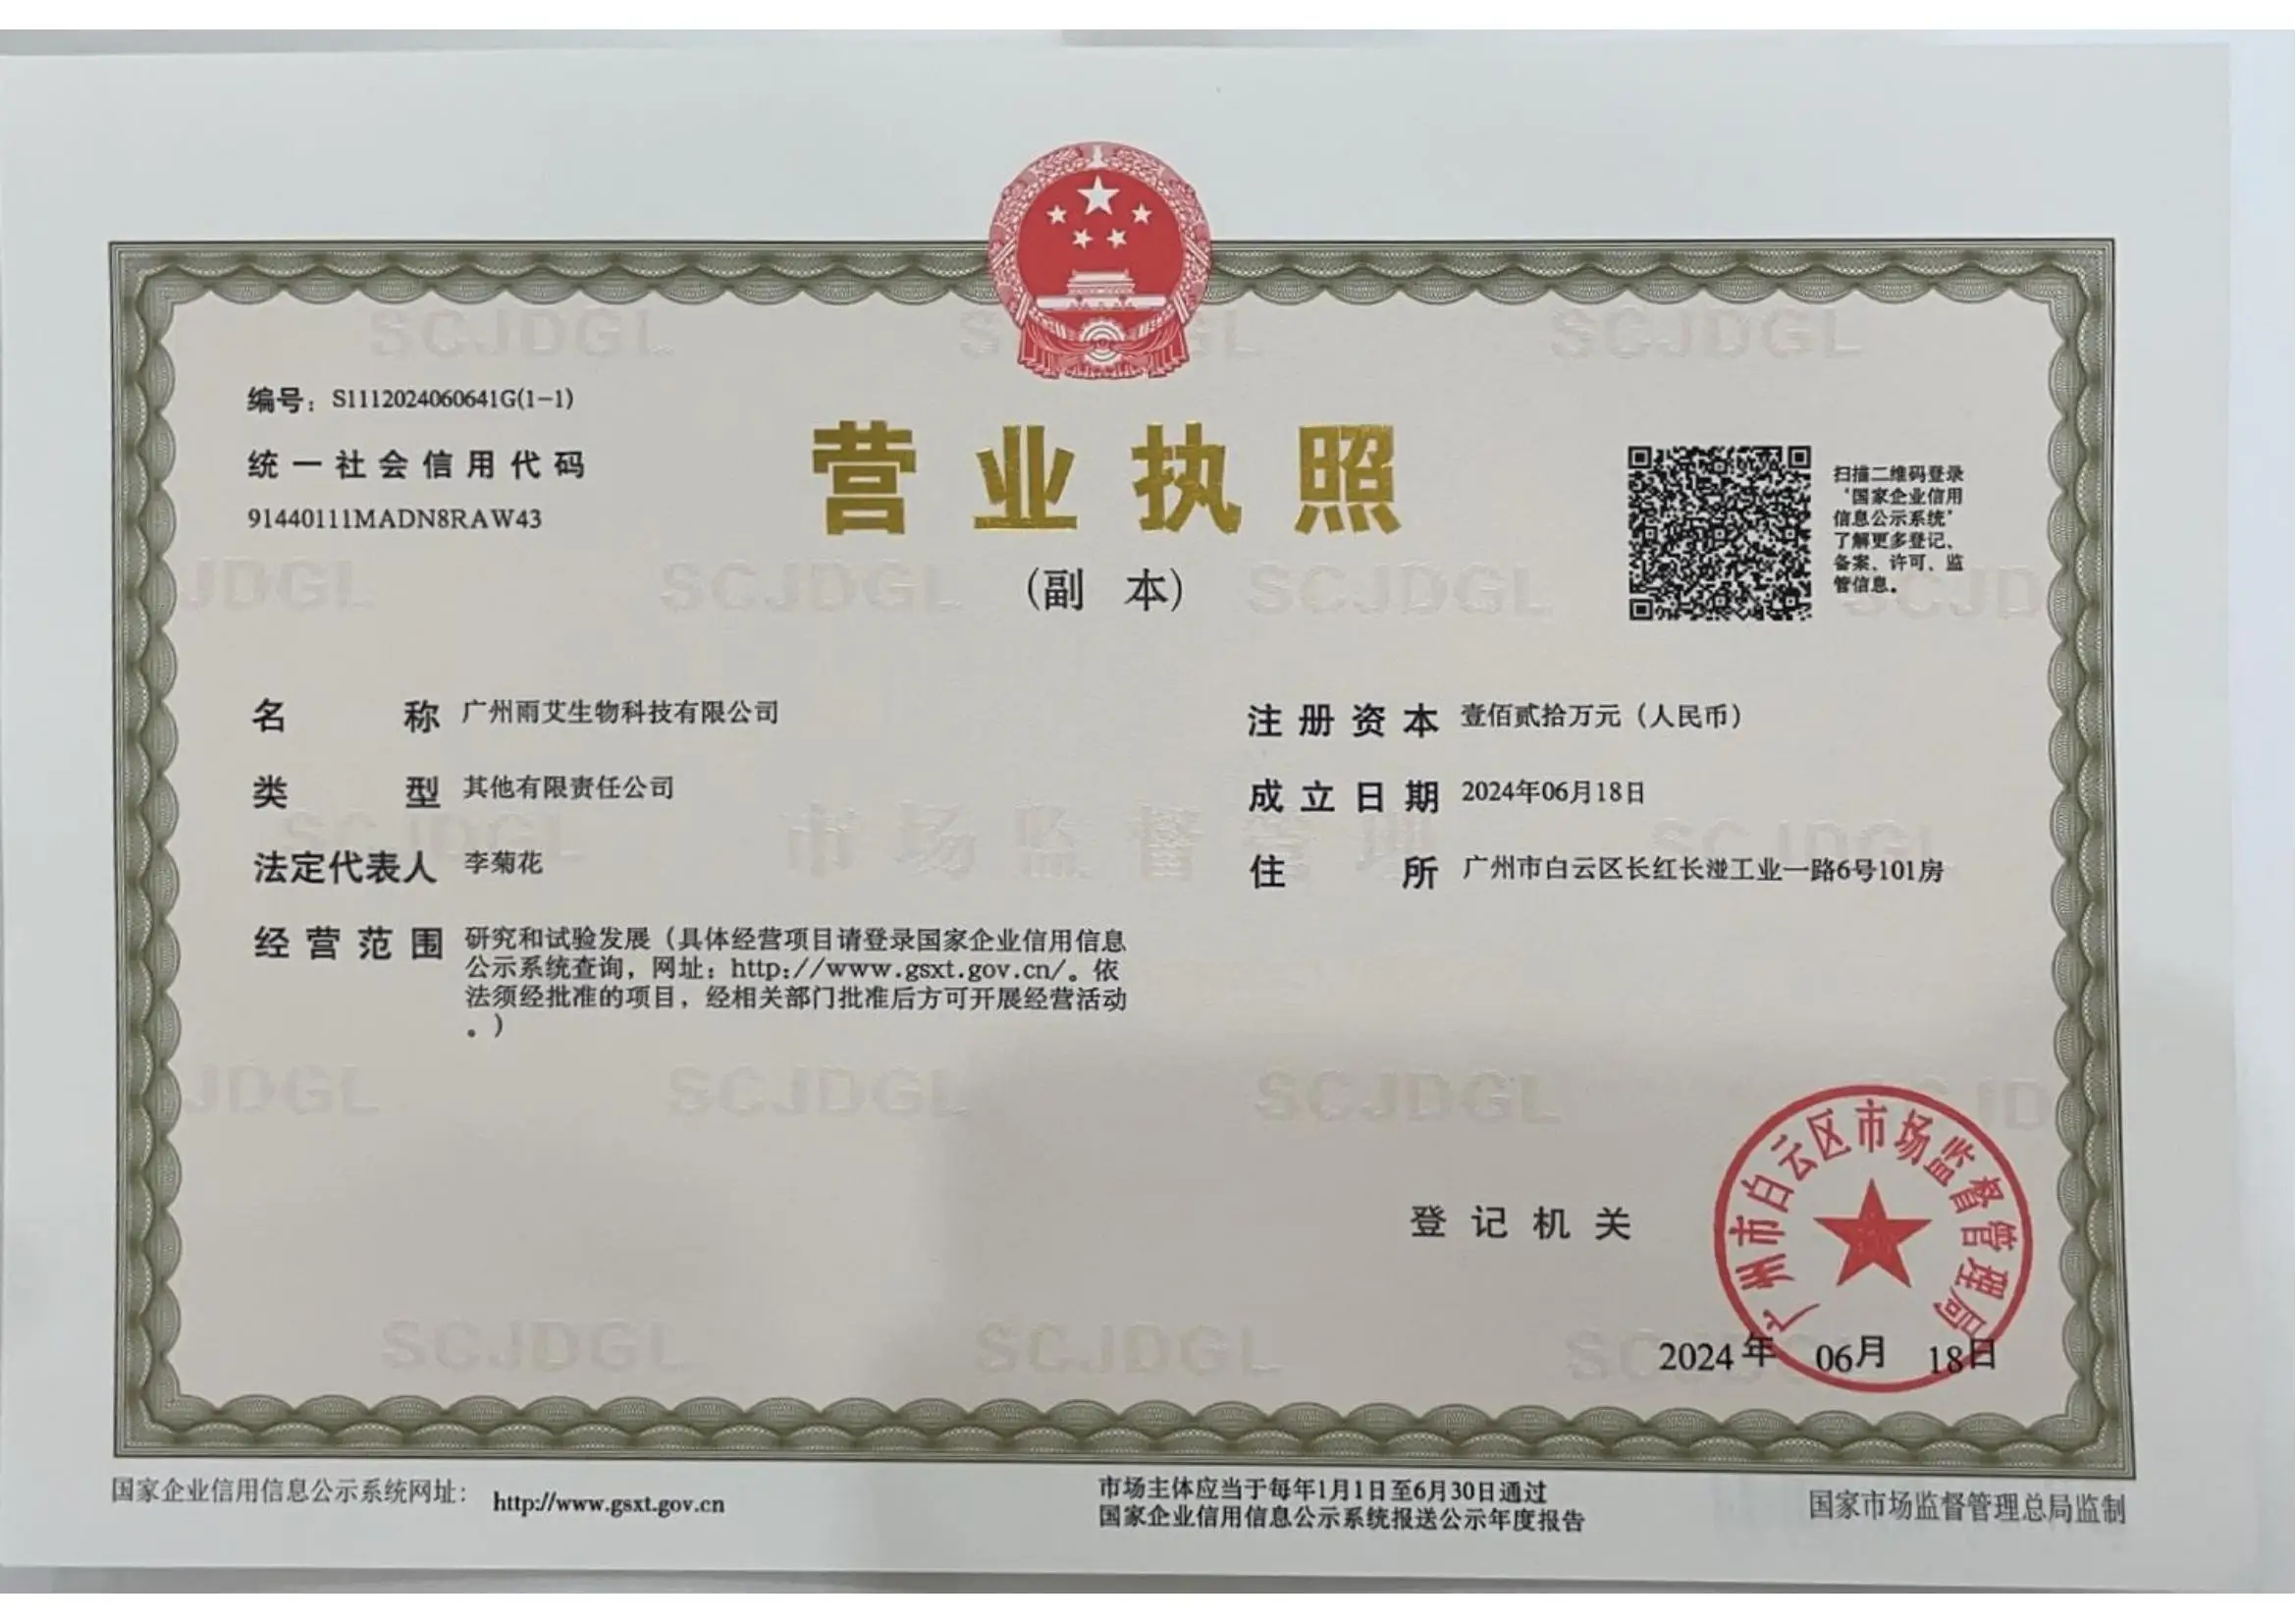 编号：S1112024060641G(1-1)
统一社会信用代码
91440111MADN8RAW43
营业执照
（副 本）
扫描二维码登录
‘国家企业信用
信息公示系统’
了解更多登记、
备案、许可、监
管信息。
名 称 广州雨艾生物科技有限公司
类 型 其他有限责任公司
法定代表人 李菊花
经营范围 研究和试验发展（具体经营项目请登录国家企业信用信息
公示系统查询，网址：http://www.gsxt.gov.cn/。依
法须经批准的项目，经相关部门批准后方可开展经营活动
。）
注册资本 壹佰贰拾万元（人民币）
成立日期 2024年06月18日
住 所 广州市白云区长红长湴工业一路6号101房
登记机关
广州市白云区市场监督管理局
2024年 06月 18日
SCJDGL
市场监督管理
国家企业信用信息公示系统网址： http://www.gsxt.gov.cn
市场主体应当于每年1月1日至6月30日通过
国家企业信用信息公示系统报送公示年度报告
国家市场监督管理总局监制